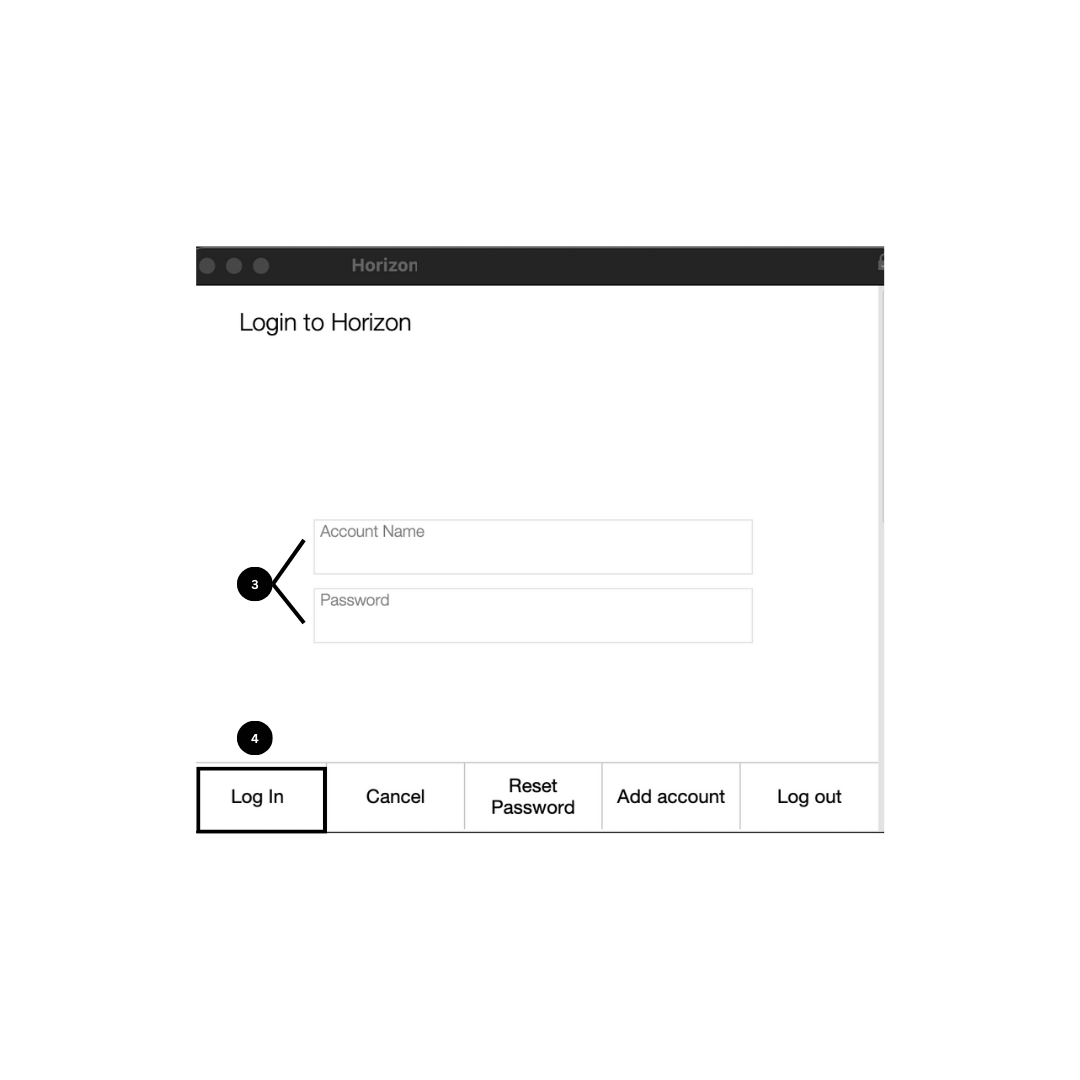 Horizon
Login to Horizon
Account Name
3
Password
4
Log In
Cancel
Reset
Password
Add account
Log out